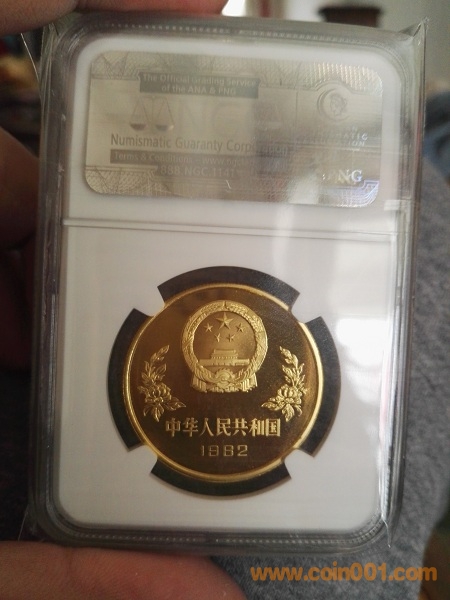 The Official Grading Service
of the ANA & PNG
Numismatic Guaranty Corporation
中华人民共和国
1982
www.coin001.com